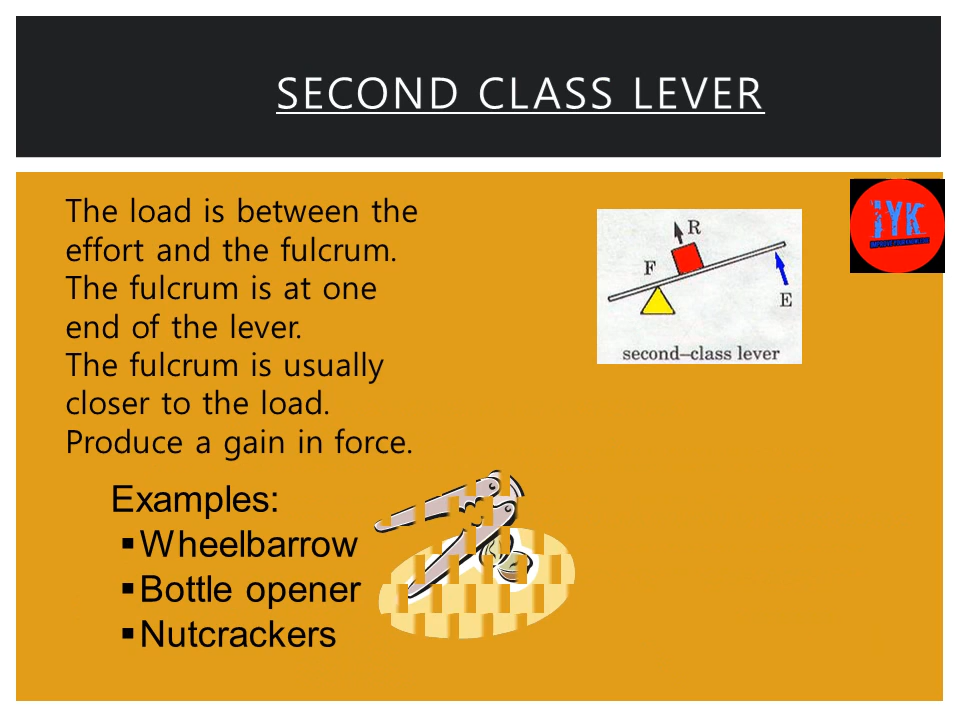 SECOND CLASS LEVER
The load is between the
effort and the fulcrum.
The fulcrum is at one
end of the lever.
The fulcrum is usually
closer to the load.
Produce a gain in force.
R
F
E
second–class lever
IYK
Examples:
▪Wheelbarrow
▪Bottle opener
▪Nutcrackers